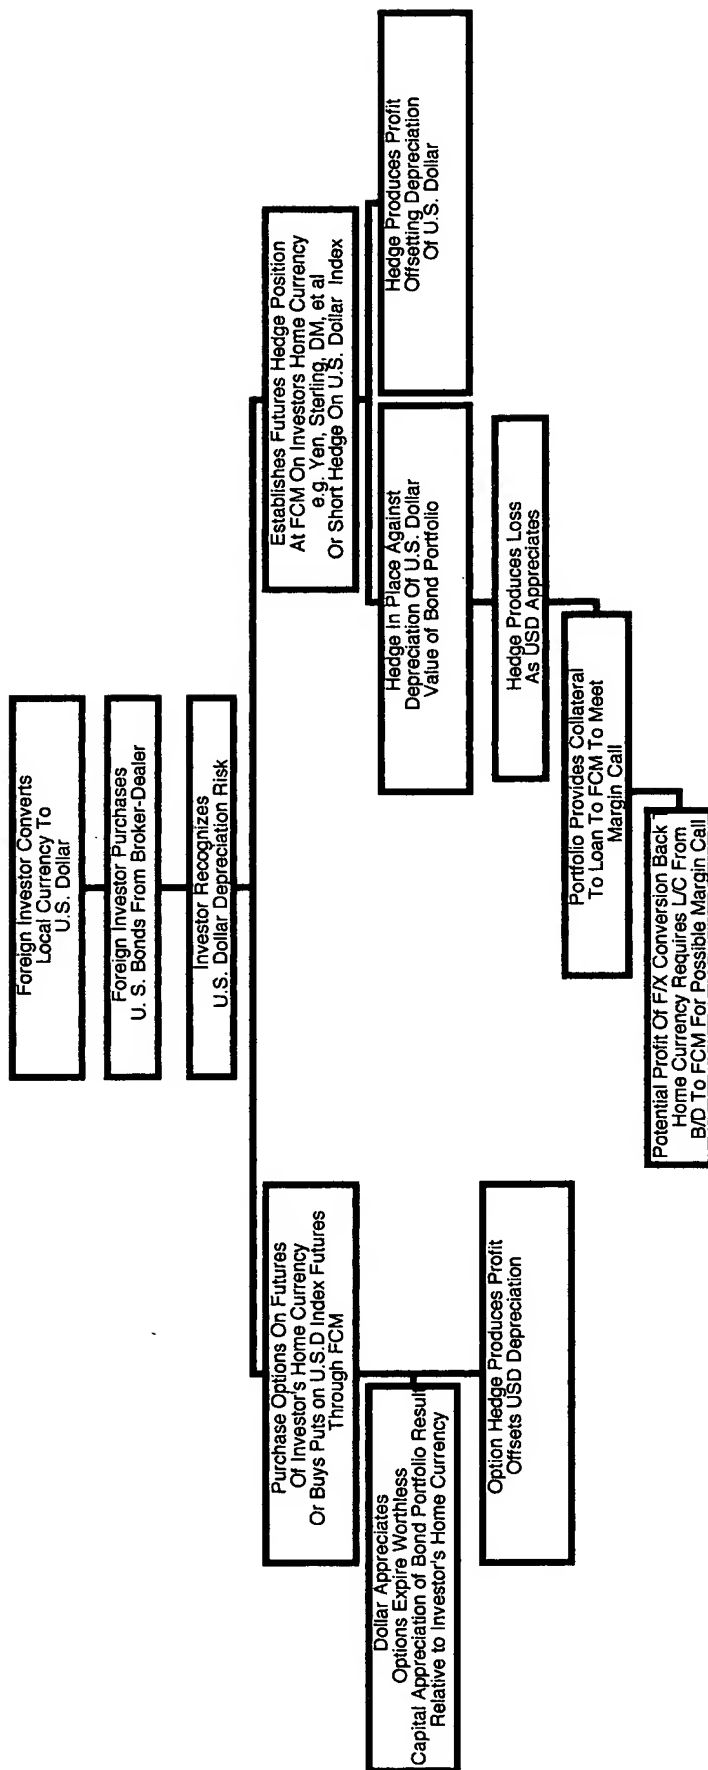 Foreign Investor Converts
Local Currency To
U.S. Dollar
Foreign Investor Purchases
U.S. Bonds From Broker-Dealer
Investor Recognizes
U.S. Dollar Depreciation Risk
Purchase Options On Futures
Of Investor's Home Currency
Or Buys Puts on U.S.D Index Futures
Through FCM
Dollar Appreciates
Options Expire Worthless
Capital Appreciation of Bond Portfolio Result
Relative to Investor's Home Currency
Option Hedge Produces Profit
Offsets USD Depreciation
Establishes Futures Hedge Position
At FCM On Investors Home Currency
e.g. Yen, Sterling, DM, et al
Or Short Hedge On U.S. Dollar Index
Hedge In Place Against
Depreciation Of U.S. Dollar
Value of Bond Portfolio
Hedge Produces Loss
As USD Appreciates
Portfolio Provides Collateral
To Loan To FCM To Meet
Margin Call
Potential Profit Of F/X Conversion Back
Home Currency Requires L/C From
B/D To FCM For Possible Margin Call
Hedge Produces Profit
Offsetting Depreciation
Of U.S. Dollar